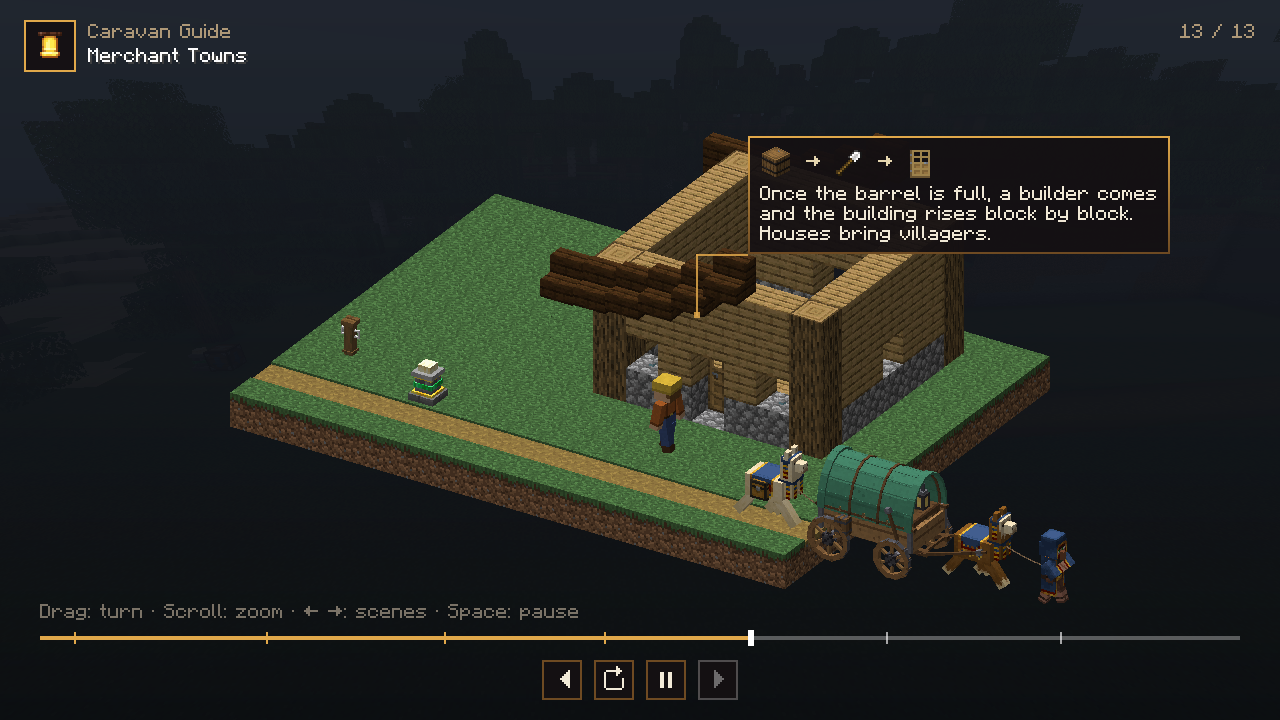 Caravan Guide
Merchant Towns
13 / 13
Once the barrel is full, a builder comes
and the building rises block by block.
Houses bring villagers.
Drag: turn · Scroll: zoom · ← →: scenes · Space: pause